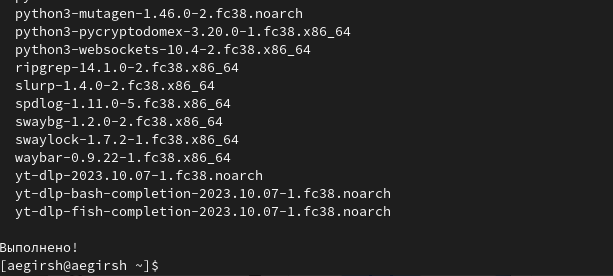 python3-mutagen-1.46.0-2.fc38.noarch
python3-pycryptodomex-3.20.0-1.fc38.x86_64
python3-websockets-10.4-2.fc38.x86_64
ripgrep-14.1.0-2.fc38.x86_64
slurp-1.4.0-2.fc38.x86_64
spdlog-1.11.0-5.fc38.x86_64
swaybg-1.2.0-2.fc38.x86_64
swaylock-1.7.2-1.fc38.x86_64
waybar-0.9.22-1.fc38.x86_64
yt-dlp-2023.10.07-1.fc38.noarch
yt-dlp-bash-completion-2023.10.07-1.fc38.noarch
yt-dlp-fish-completion-2023.10.07-1.fc38.noarch
Выполнено!
[aegirsh@aegirsh ~]$